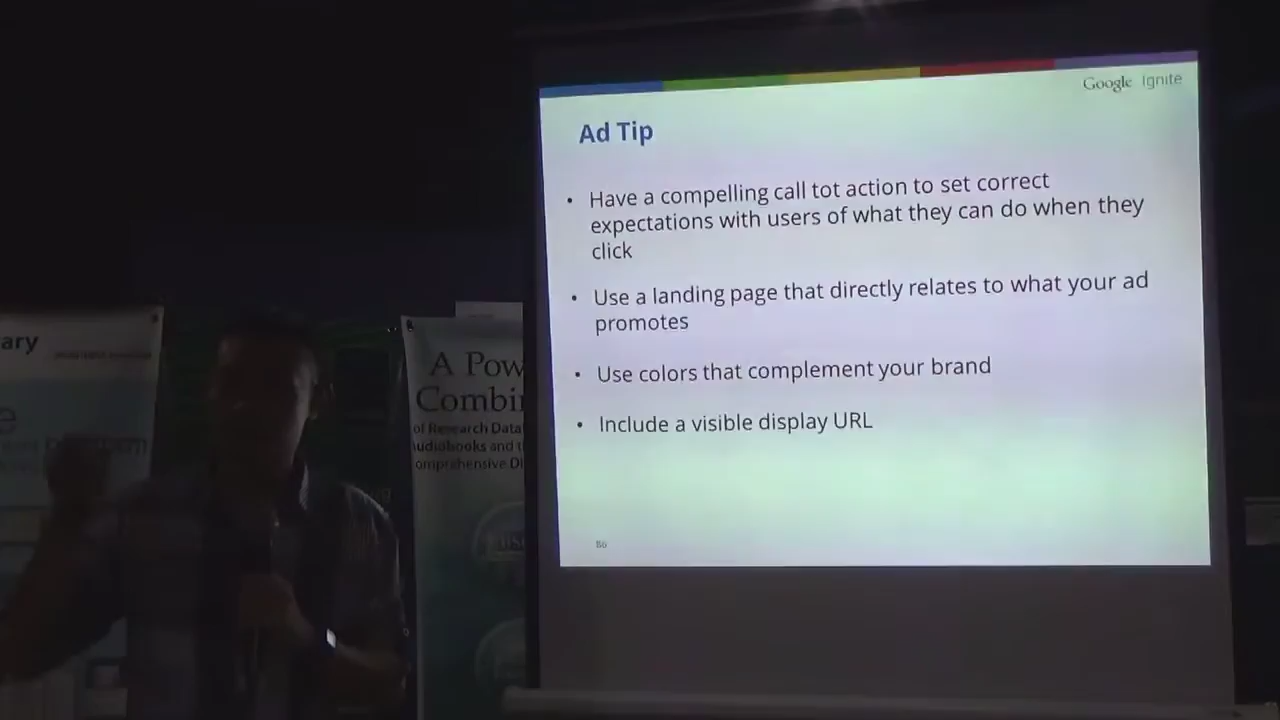 Google Ignite
Ad Tip
• Have a compelling call tot action to set correct
expectations with users of what they can do when they
click
• Use a landing page that directly relates to what your ad
promotes
• Use colors that complement your brand
• Include a visible display URL
ary
A Pow
Combi
of Research Data
udiobooks and t
omprehensive Di